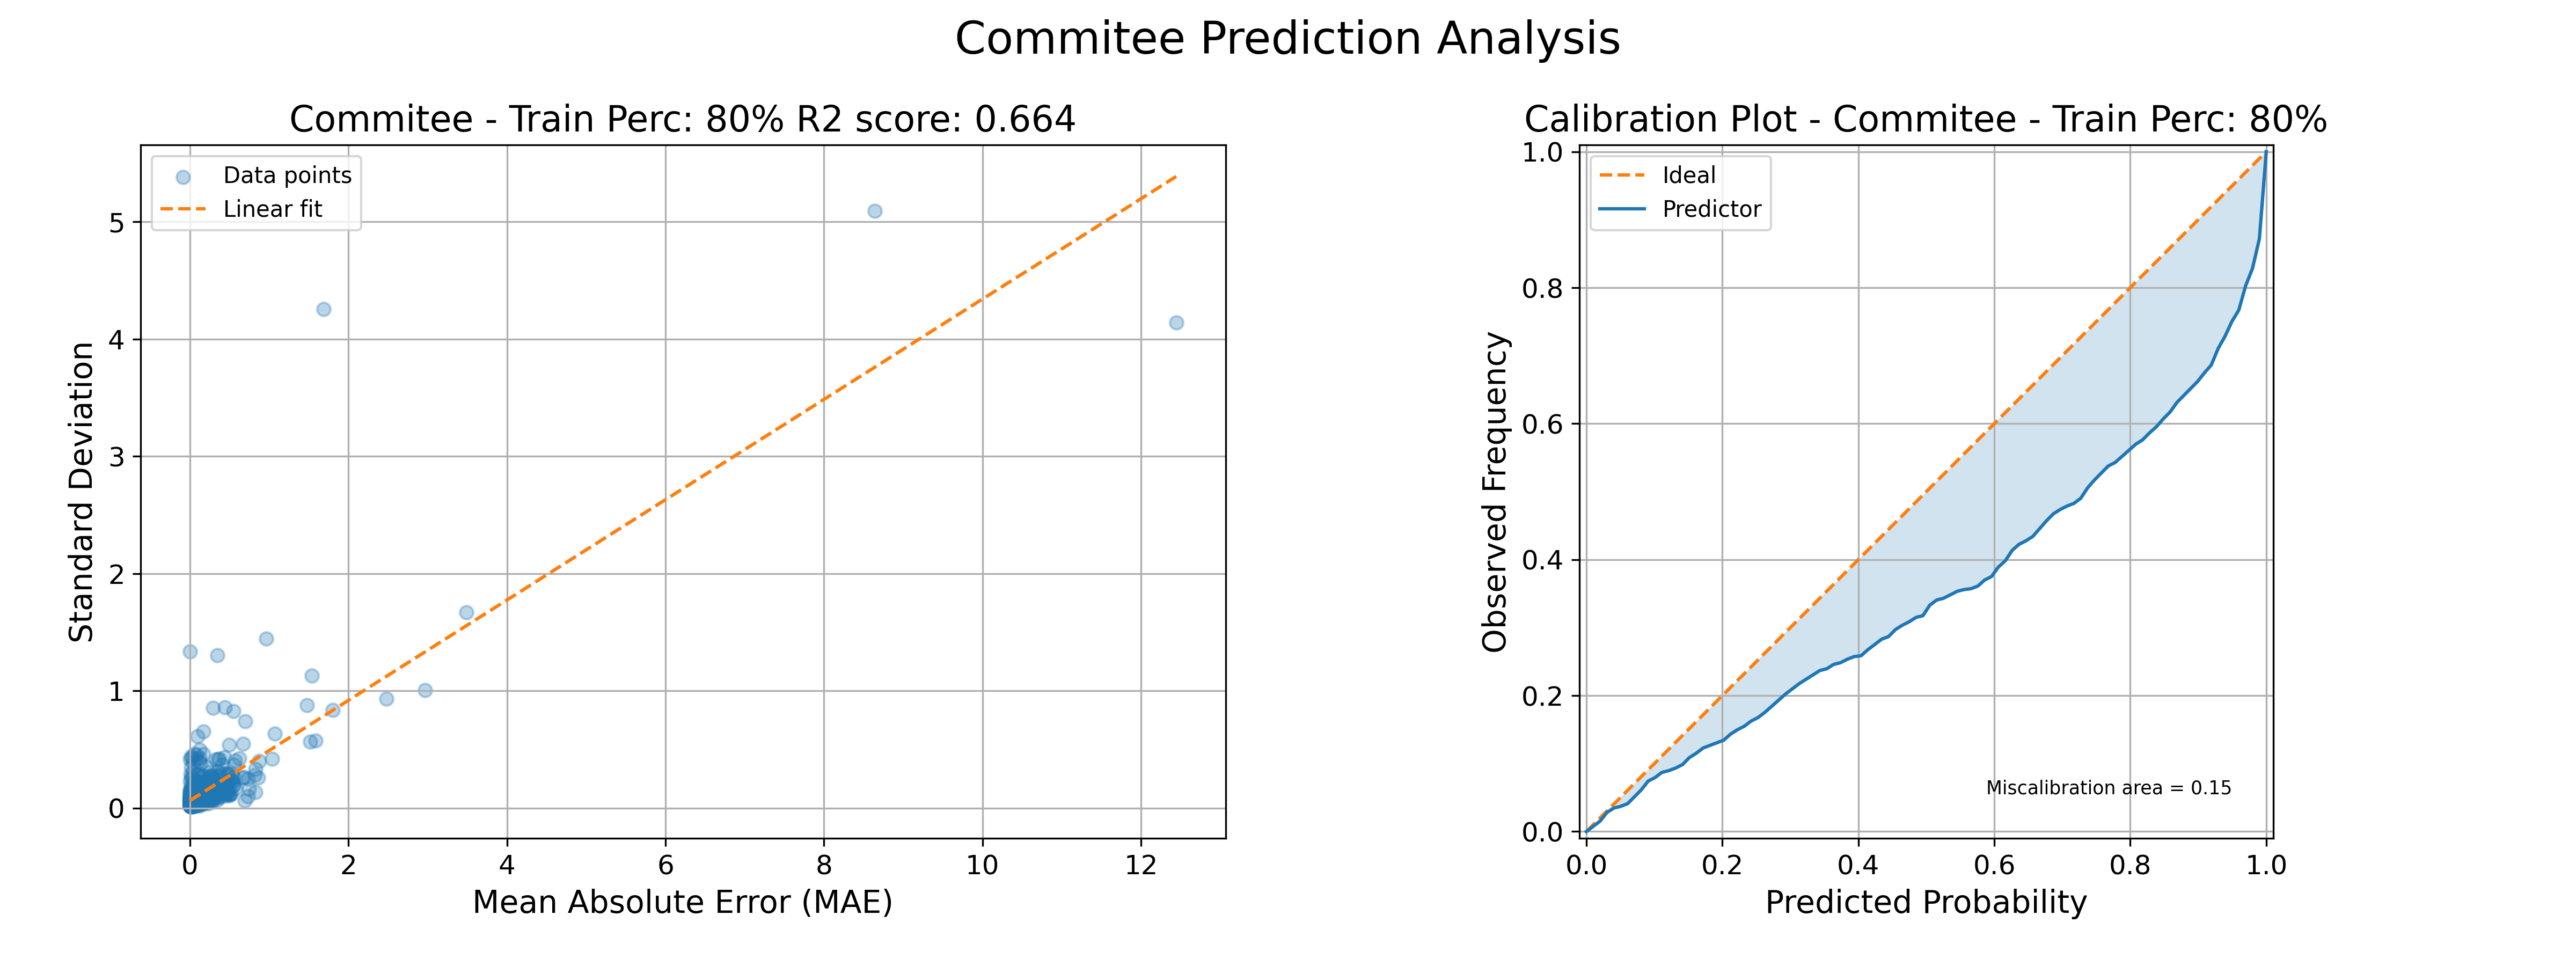 Commitee Prediction Analysis
Commitee - Train Perc: 80% R2 score: 0.664
Data points
Linear fit
Standard Deviation
5
4
3
2
1
0
0 2 4 6 8 10 12
Mean Absolute Error (MAE)
Calibration Plot - Commitee - Train Perc: 80%
Ideal
Predictor
Observed Frequency
1.0
0.8
0.6
0.4
0.2
0.0
Miscalibration area = 0.15
0.0 0.2 0.4 0.6 0.8 1.0
Predicted Probability